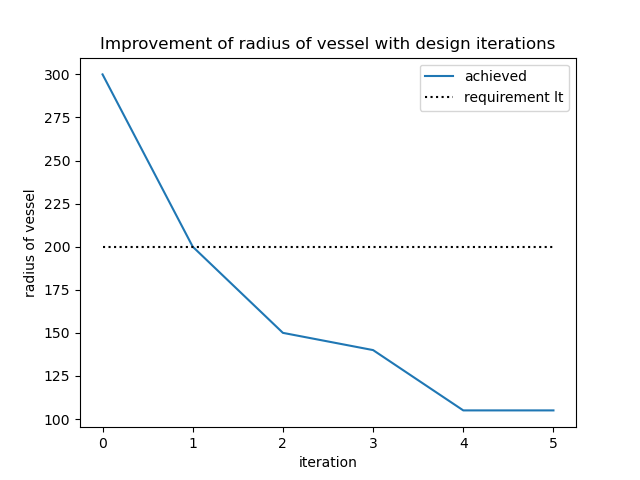 Improvement of radius of vessel with design iterations
achieved
requirement lt
300
275
250
225
200
175
150
125
100
radius of vessel
0 1 2 3 4 5
iteration